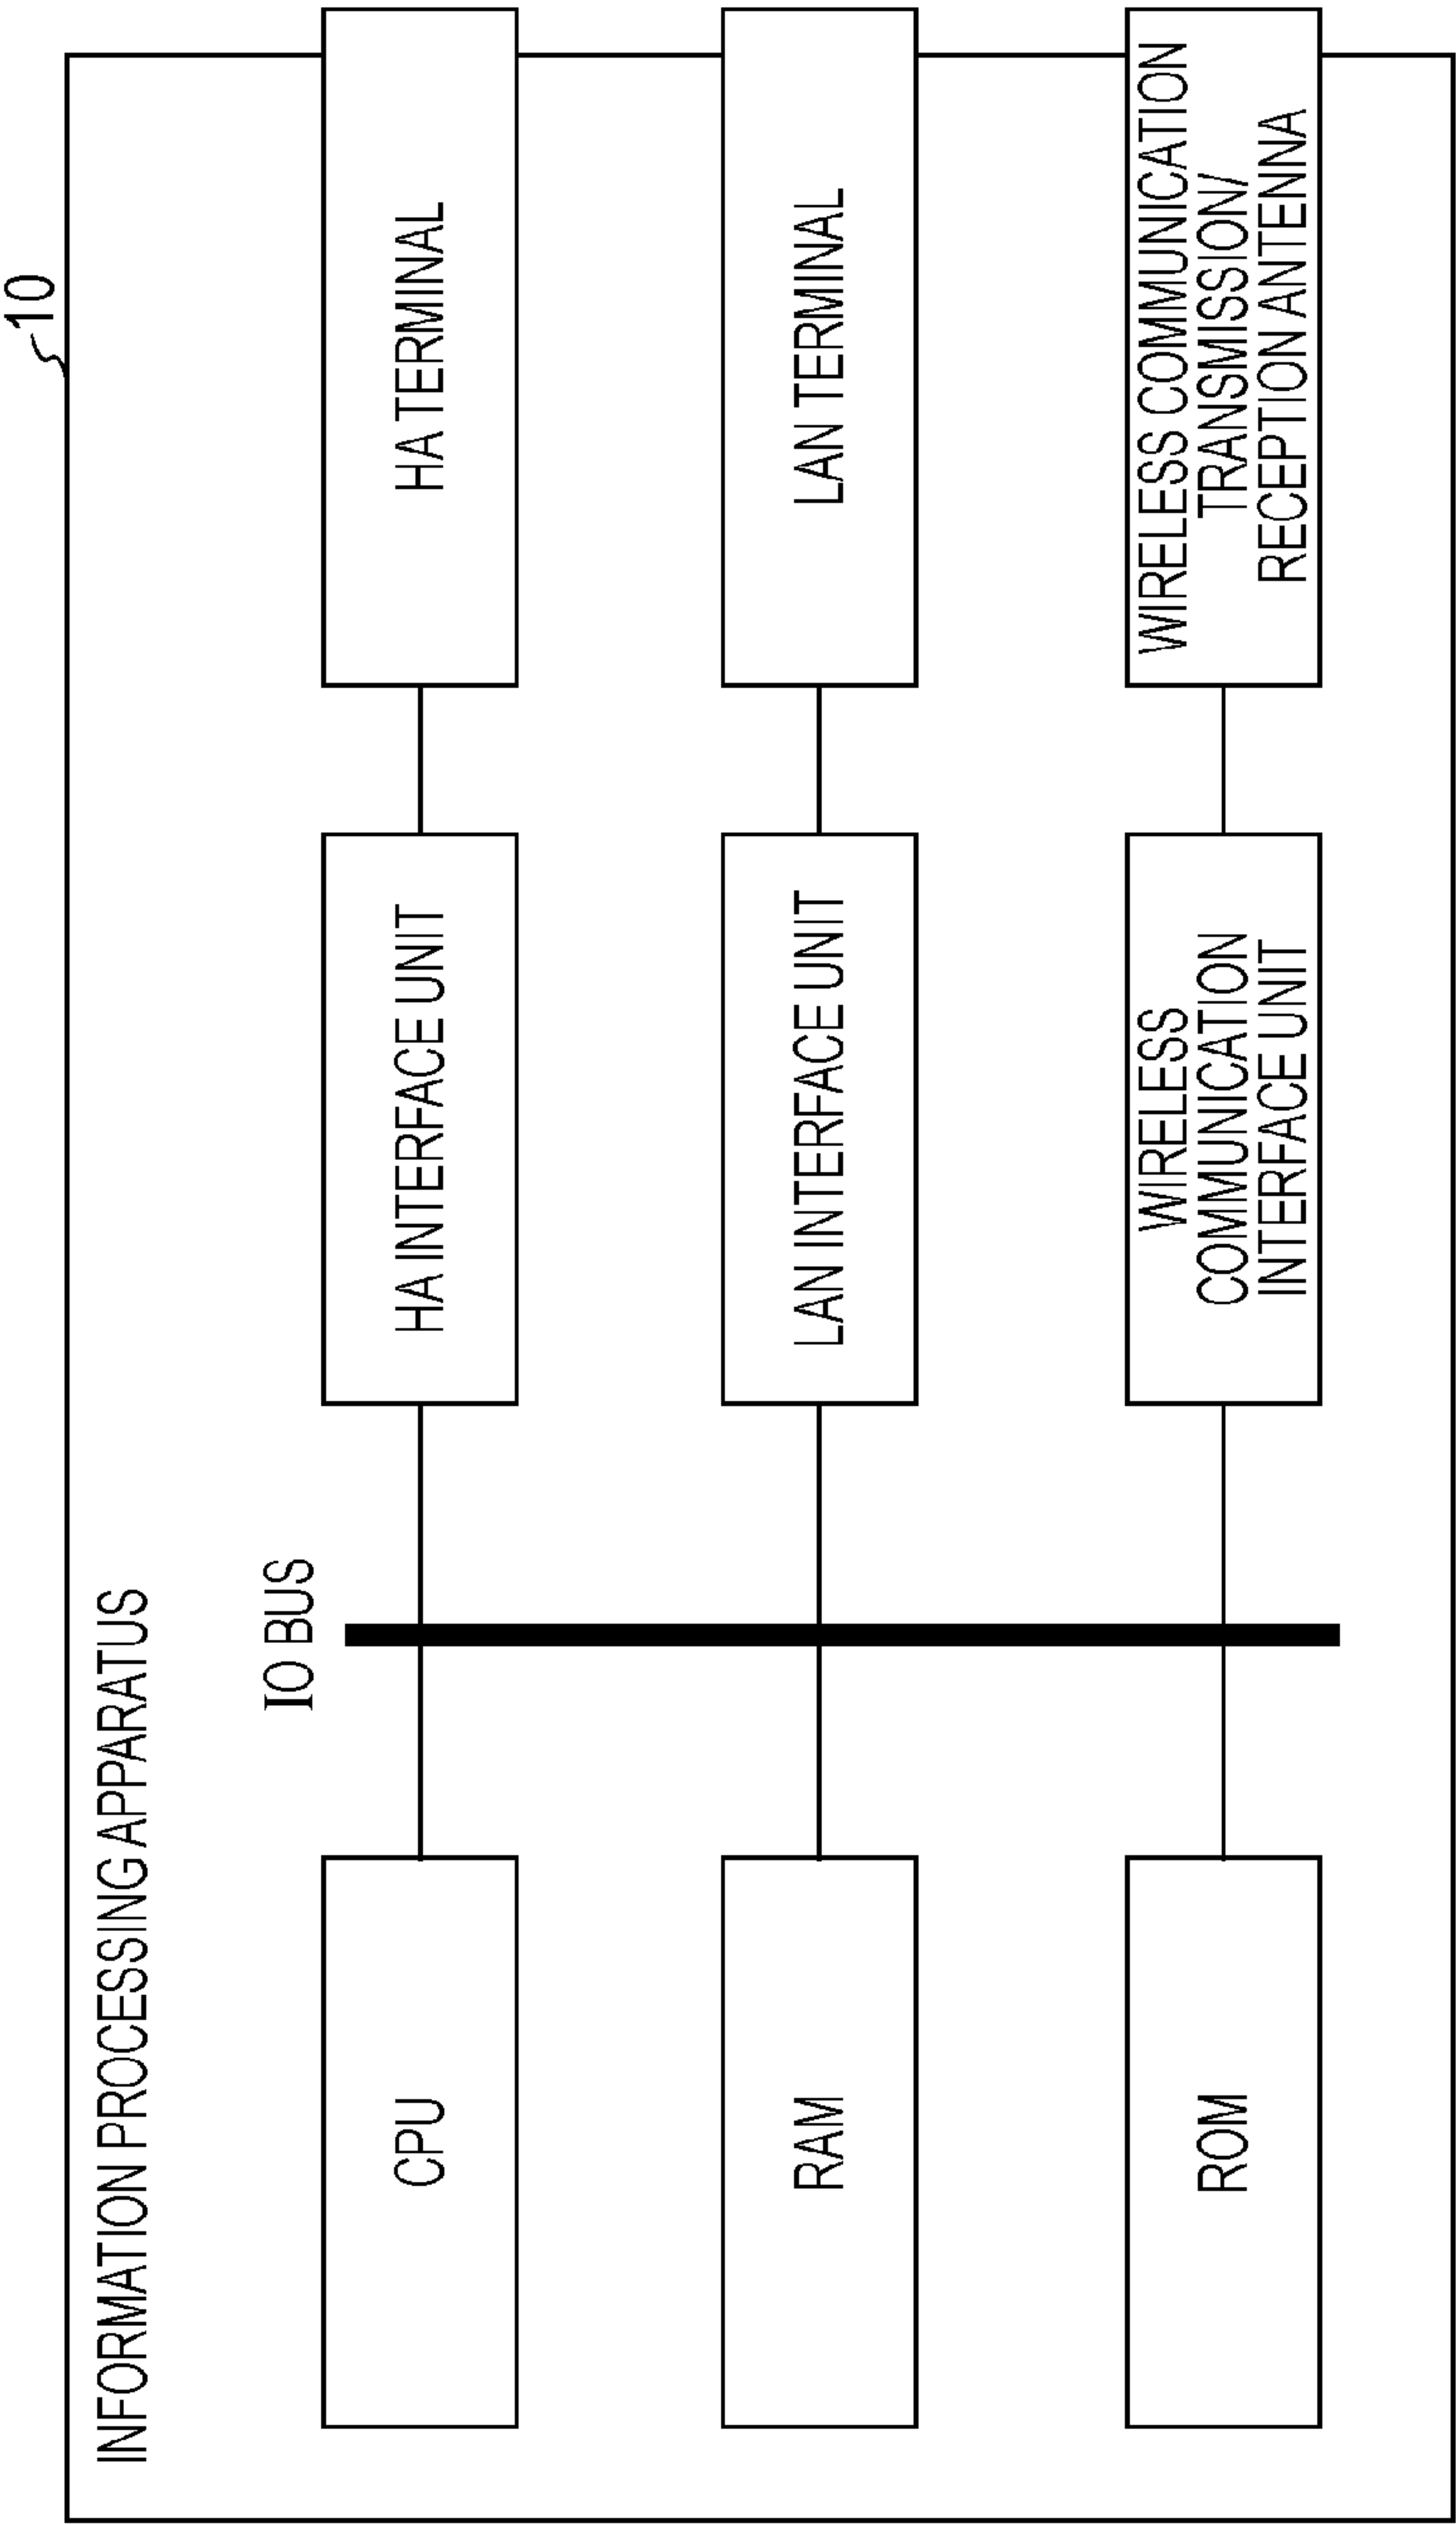 10
INFORMATION PROCESSING APPARATUS
IO BUS
CPU
HA INTERFACE UNIT
HA TERMINAL
RAM
LAN INTERFACE UNIT
LAN TERMINAL
ROM
WIRELESS
COMMUNICATION
INTERFACE UNIT
WIRELESS COMMUNICATION
TRANSMISSION/
RECEPTION ANTENNA